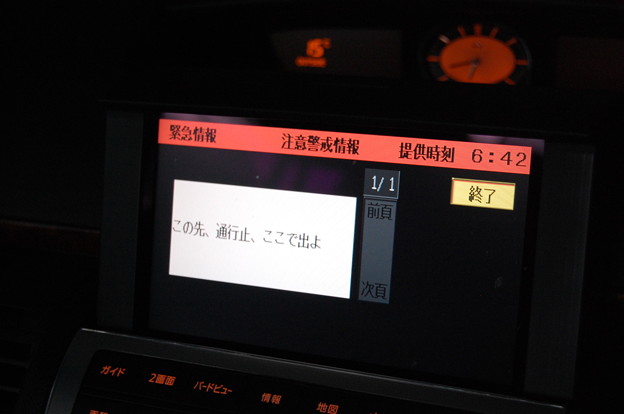 緊急情報 注意警戒情報 提供時刻 6:42
1/1
終了
前頁
この先、通行止、ここで出よ
次頁
ガイド 2画面 バードビュー 情報 地図